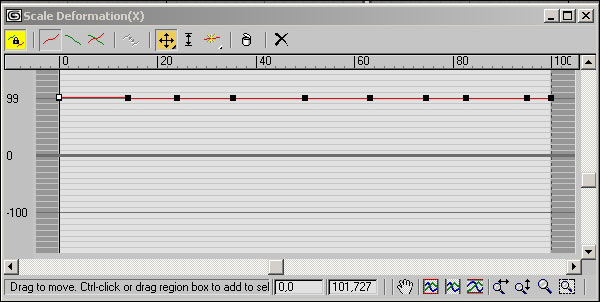 Scale Deformation(X)
0 20 40 60 80 100
99
0
-100
Drag to move. Ctrl-click or drag region box to add to sel 0,0 101,727